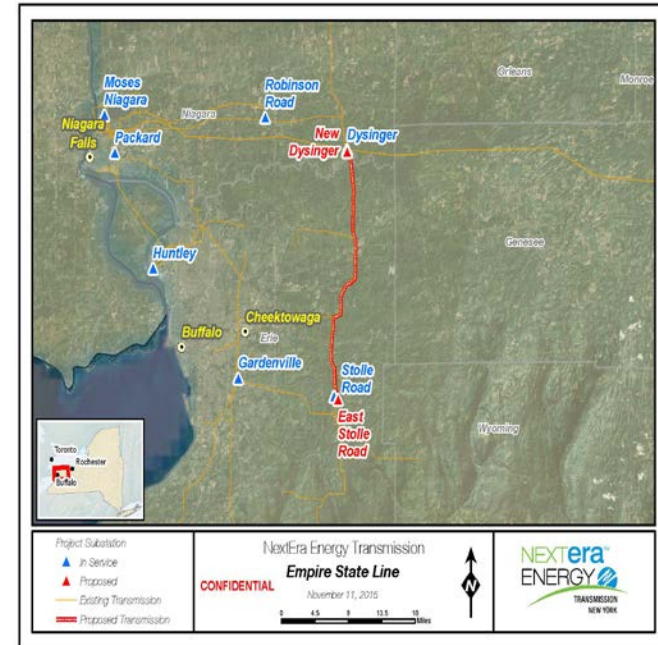 Orleans
Monroe
Moses
Niagara
Robinson
Road
Niagara
Niagara
Falls
Packard
New
Dysinger
Dysinger
Huntley
Genesee
Cheektowaga
Buffalo
Erie
Gardenville
Stolle
Road
East
Stolle
Road
Wyoming
Toronto
Rochester
Buffalo
Project Substation
In Service
Proposed
Existing Transmission
Proposed Transmission
NextEra Energy Transmission
Empire State Line
CONFIDENTIAL
November 11, 2015
0 4.5 9 13.5 18
Miles
N
NEXTera™
ENERGY
TRANSMISSION
NEW YORK